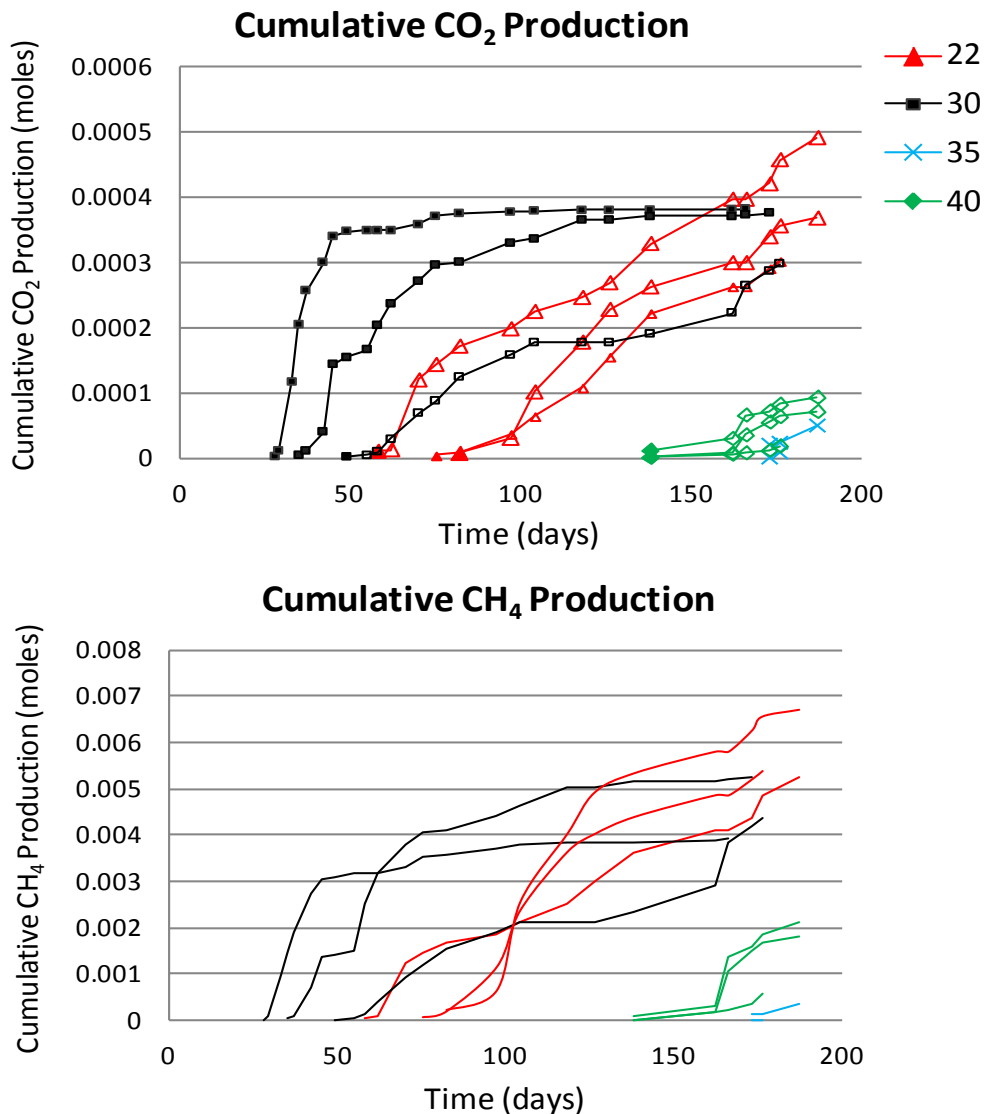 Cumulative CO₂ Production
Cumulative CO₂ Production (moles)
0.0006
0.0005
0.0004
0.0003
0.0002
0.0001
0
0 50 100 150 200
Time (days)
22
30
35
40
Cumulative CH₄ Production
Cumulative CH₄ Production (moles)
0.008
0.007
0.006
0.005
0.004
0.003
0.002
0.001
0
0 50 100 150 200
Time (days)